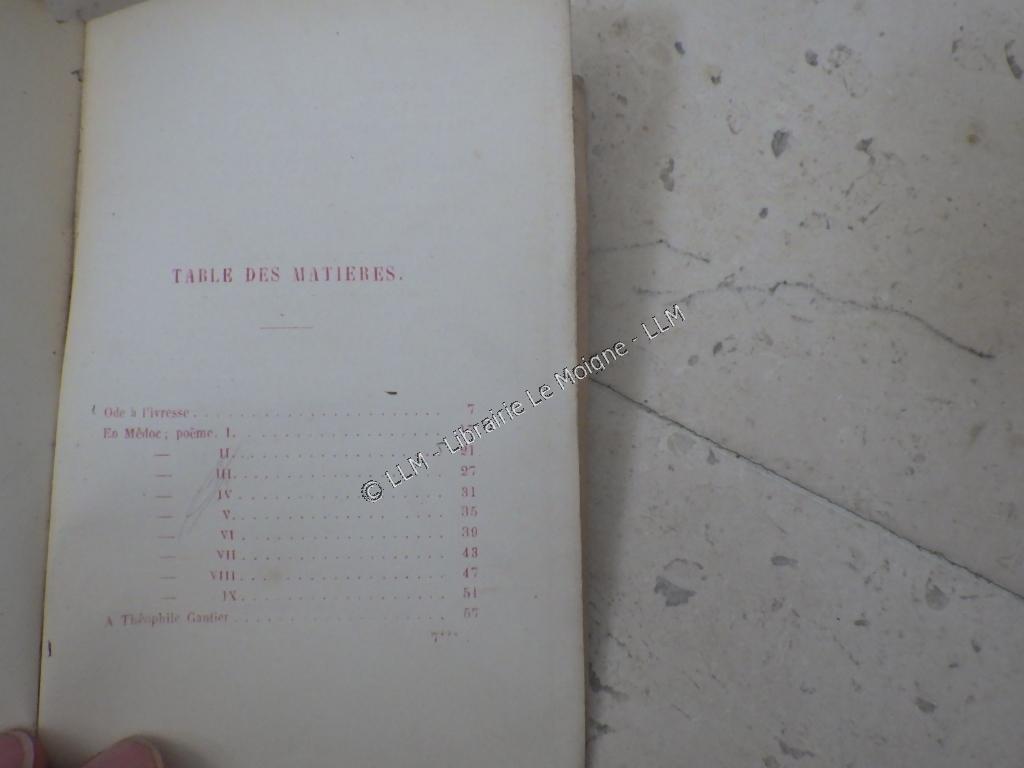 TABLE DES MATIERES.
Ode à l'ivresse . . . . . . . . . . . . . . . . . . . . . . 7
En Médoc ; poème. I. . . . . . . . . . . . . . . . . .
— II. . . . . . . . . . . . . . . . . . 21
— III. . . . . . . . . . . . . . . . . . 27
— IV. . . . . . . . . . . . . . . . . . 31
— V. . . . . . . . . . . . . . . . . . 35
— VI . . . . . . . . . . . . . . . . . . 39
— VII . . . . . . . . . . . . . . . . . . 43
— VIII. . . . . . . . . . . . . . . . . . 47
— IX. . . . . . . . . . . . . . . . . . 51
A Théophile Gautier . . . . . . . . . . . . . . . . . . 57
© LLM - Librairie Le Moigne - LLM